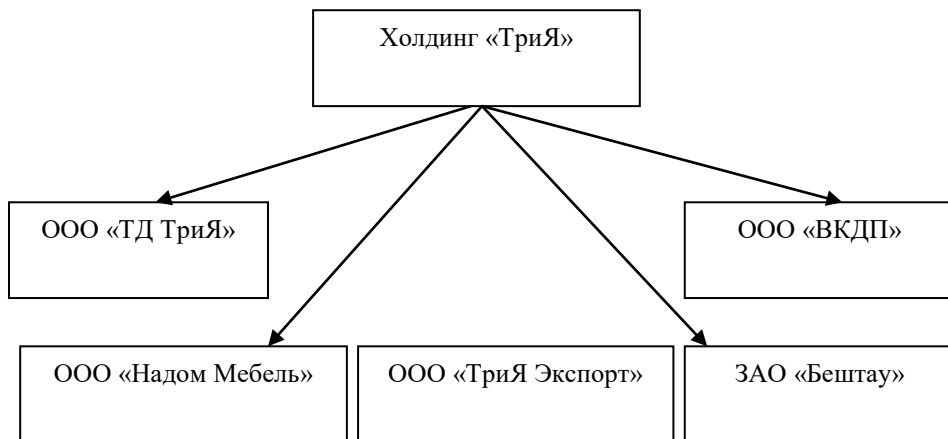 Холдинг «ТриЯ»
ООО «ТД ТриЯ»
ООО «ВКДП»
ООО «Надом Мебель»
ООО «ТриЯ Экспорт»
ЗАО «Бештау»